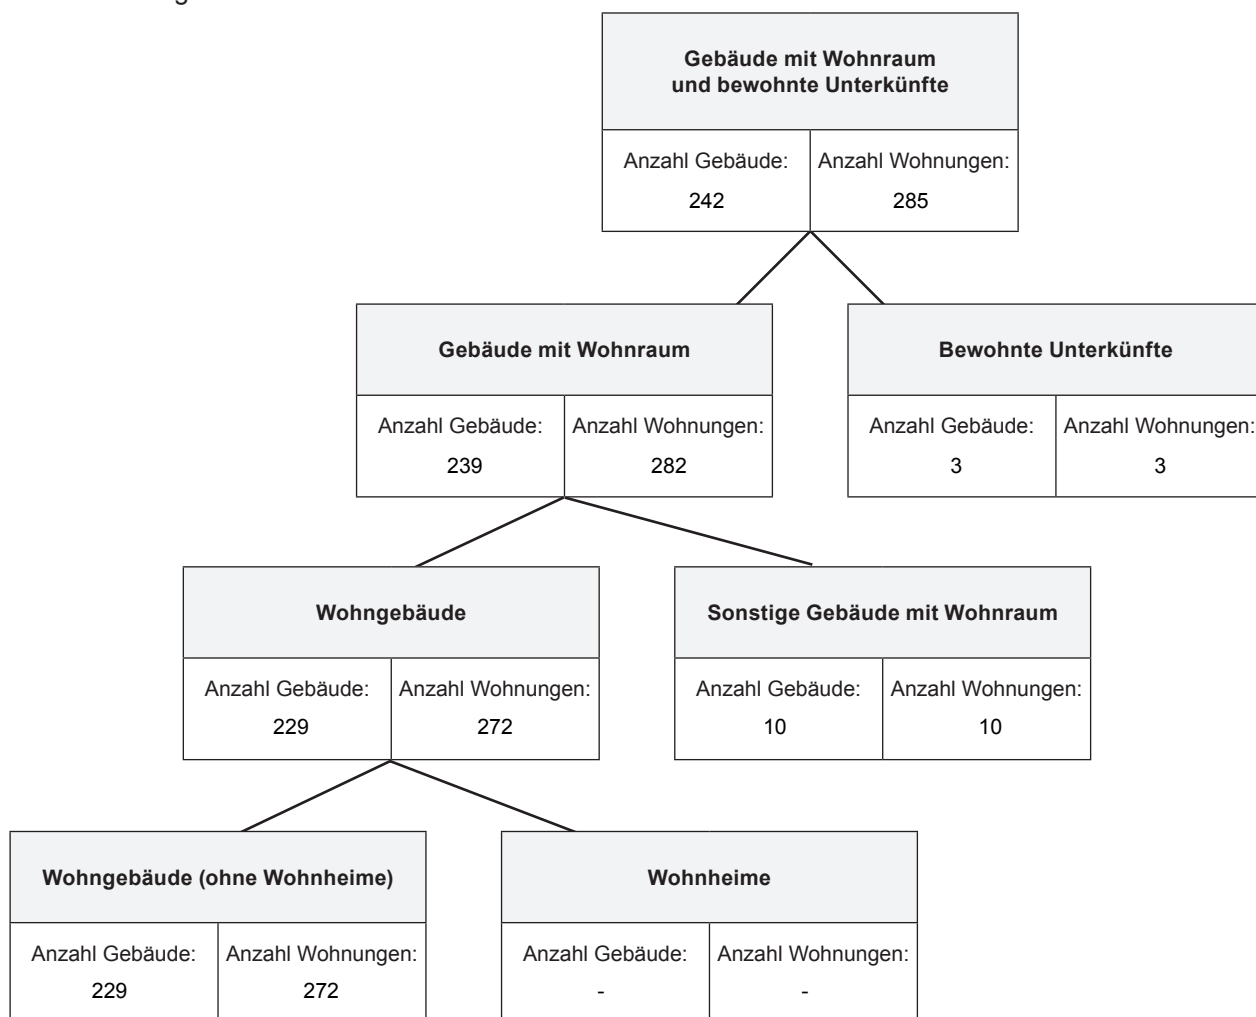 Gebäude mit Wohnraum
und bewohnte Unterkünfte
Anzahl Gebäude: Anzahl Wohnungen:
242 285
Gebäude mit Wohnraum Bewohnte Unterkünfte
Anzahl Gebäude: Anzahl Wohnungen: Anzahl Gebäude: Anzahl Wohnungen:
239 282 3 3
Wohngebäude Sonstige Gebäude mit Wohnraum
Anzahl Gebäude: Anzahl Wohnungen: Anzahl Gebäude: Anzahl Wohnungen:
229 272 10 10
Wohngebäude (ohne Wohnheime) Wohnheime
Anzahl Gebäude: Anzahl Wohnungen: Anzahl Gebäude: Anzahl Wohnungen:
229 272 - -